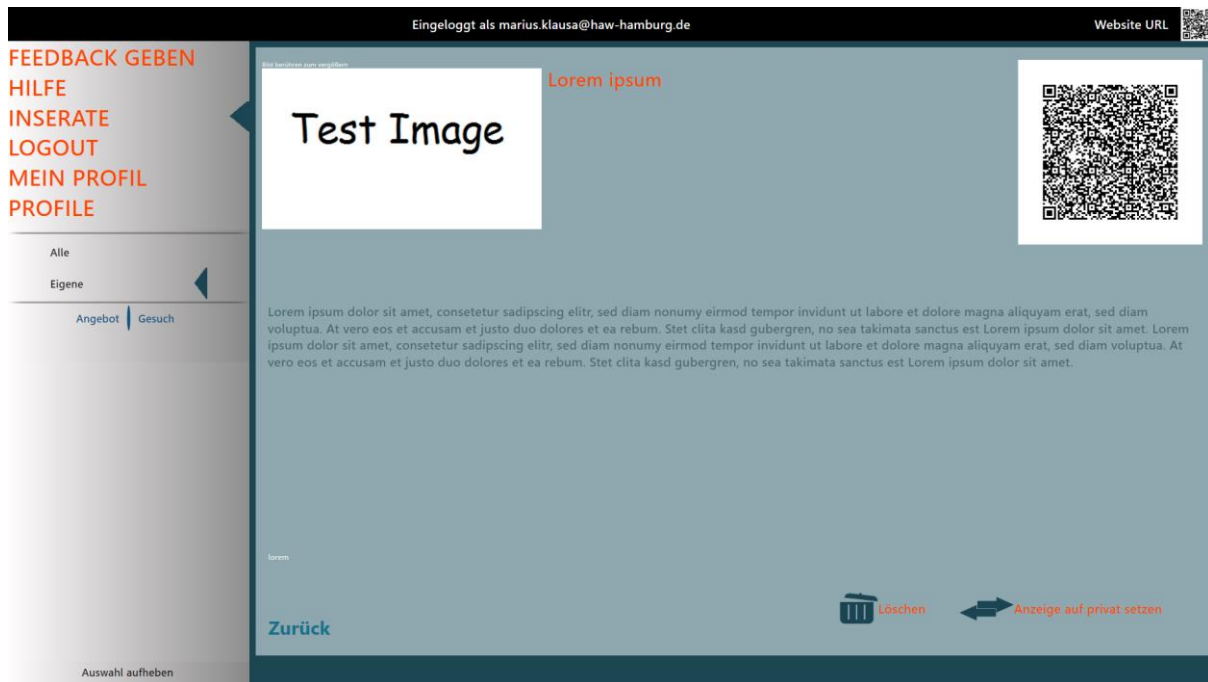 Eingeloggt als marius.klausa@haw-hamburg.de
Website URL
FEEDBACK GEBEN
HILFE
INSERATE
LOGOUT
MEIN PROFIL
PROFILE
Alle
Eigene
Angebot
Gesuch
Auswahl aufheben
Bild berühren zum vergößern
Test Image
Lorem ipsum
Lorem ipsum dolor sit amet, consetetur sadipscing elitr, sed diam nonumy eirmod tempor invidunt ut labore et dolore magna aliquyam erat, sed diam
voluptua. At vero eos et accusam et justo duo dolores et ea rebum. Stet clita kasd gubergren, no sea takimata sanctus est Lorem ipsum dolor sit amet. Lorem
ipsum dolor sit amet, consetetur sadipscing elitr, sed diam nonumy eirmod tempor invidunt ut labore et dolore magna aliquyam erat, sed diam voluptua. At
vero eos et accusam et justo duo dolores et ea rebum. Stet clita kasd gubergren, no sea takimata sanctus est Lorem ipsum dolor sit amet.
lorem
Löschen
Anzeige auf privat setzen
Zurück